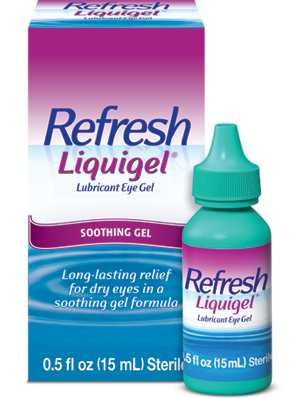 Refresh
Liquigel®
Lubricant Eye Gel
SOOTHING GEL
Long-lasting relief
for dry eyes in a
soothing gel formula
0.5 fl oz (15 mL) Sterile
Refresh
Liquigel®
Lubricant Eye Gel
0.5 fl oz (15 mL) Sterile